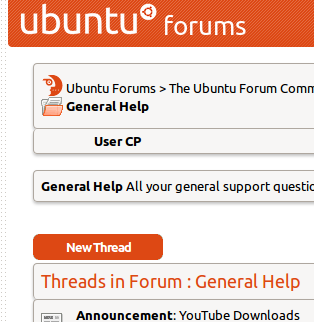 ubuntu forums
Ubuntu Forums > The Ubuntu Forum Comm
General Help
User CP
General Help All your general support questio
New Thread
Threads in Forum : General Help
Announcement: YouTube Downloads